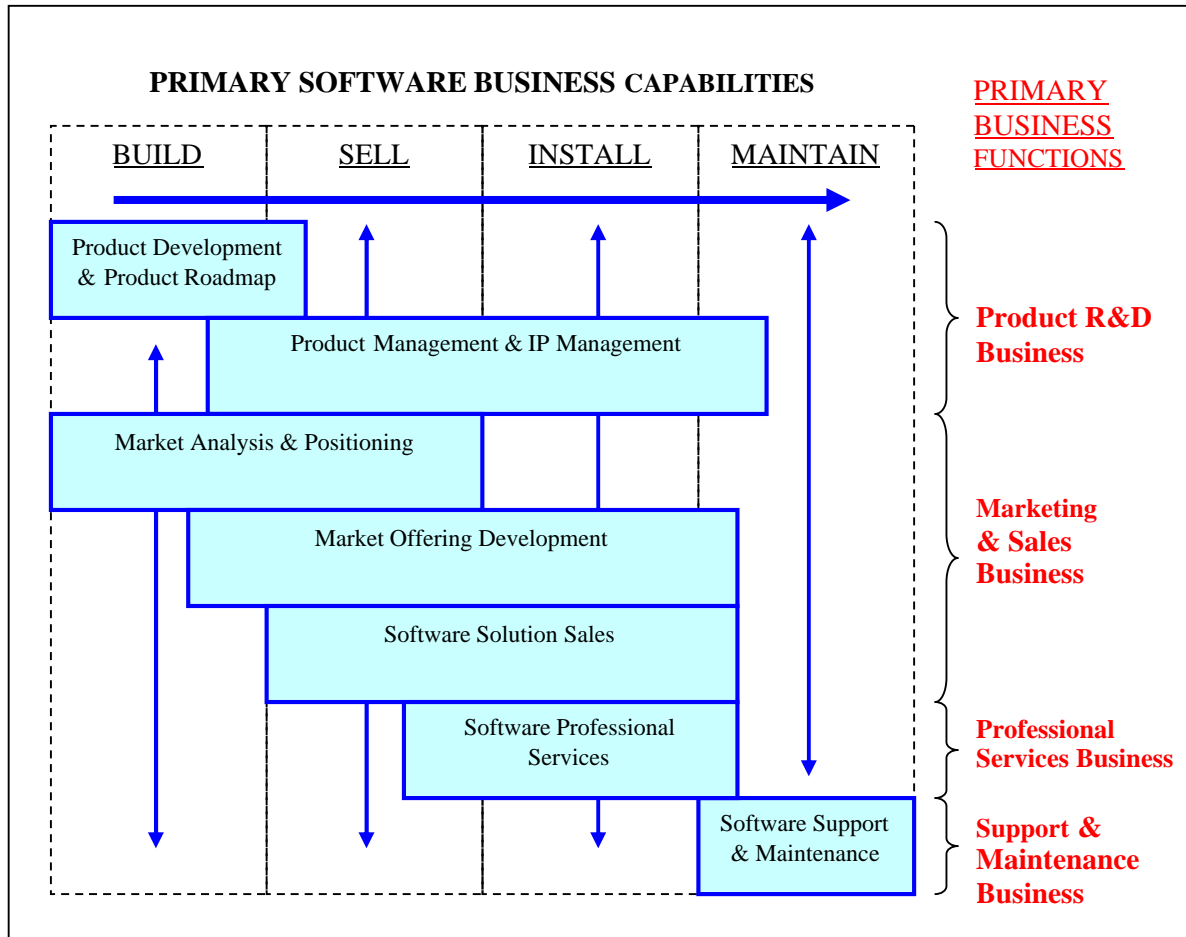 PRIMARY SOFTWARE BUSINESS CAPABILITIES
PRIMARY
BUSINESS
FUNCTIONS
BUILD
SELL
INSTALL
MAINTAIN
Product Development
& Product Roadmap
Product Management & IP Management
Product R&D
Business
Market Analysis & Positioning
Market Offering Development
Software Solution Sales
Marketing
& Sales
Business
Software Professional
Services
Professional
Services Business
Software Support
& Maintenance
Support &
Maintenance
Business